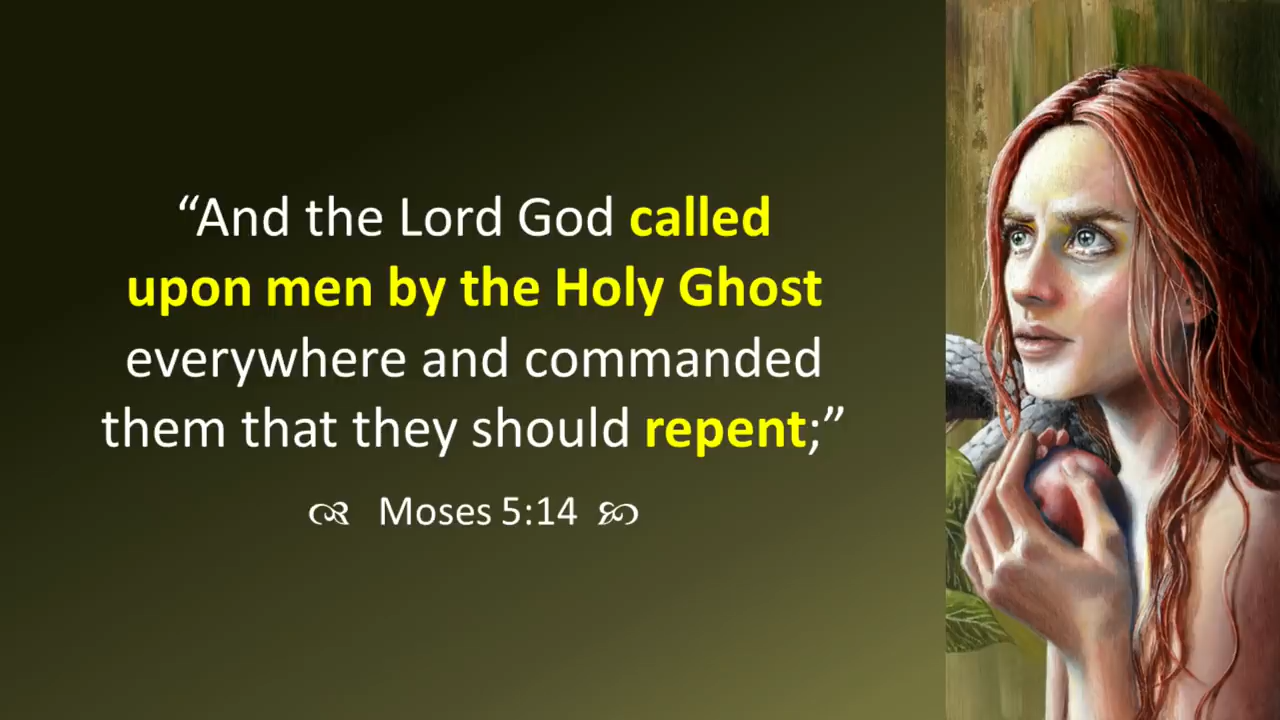 “And the Lord God called
upon men by the Holy Ghost
everywhere and commanded
them that they should repent;”
Moses 5:14